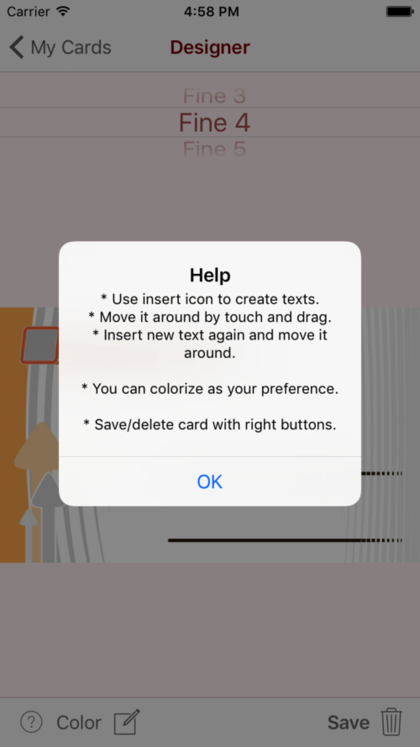 Carrier 4:58 PM
My Cards Designer
Fine 3
Fine 4
Fine 5
Help
* Use insert icon to create texts.
* Move it around by touch and drag.
* Insert new text again and move it
around.
* You can colorize as your preference.
* Save/delete card with right buttons.
OK
? Color Save